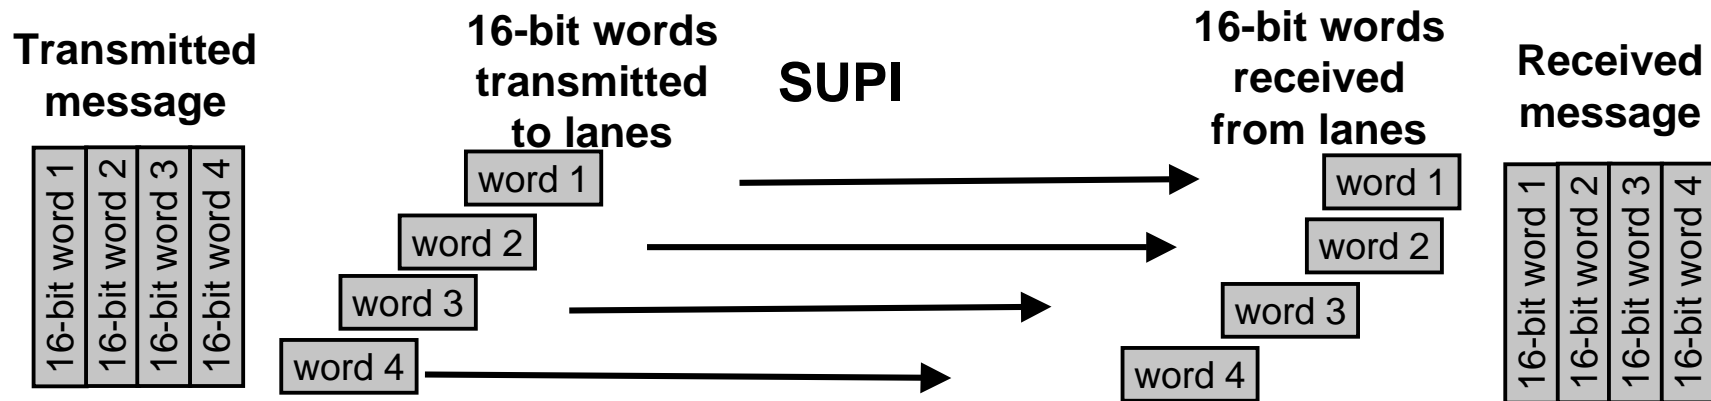 Transmitted
message
16-bit word 1
16-bit word 2
16-bit word 3
16-bit word 4
16-bit words
transmitted
to lanes
word 1
word 2
word 3
word 4
SUPI
16-bit words
received
from lanes
word 1
word 2
word 3
word 4
Received
message
16-bit word 1
16-bit word 2
16-bit word 3
16-bit word 4